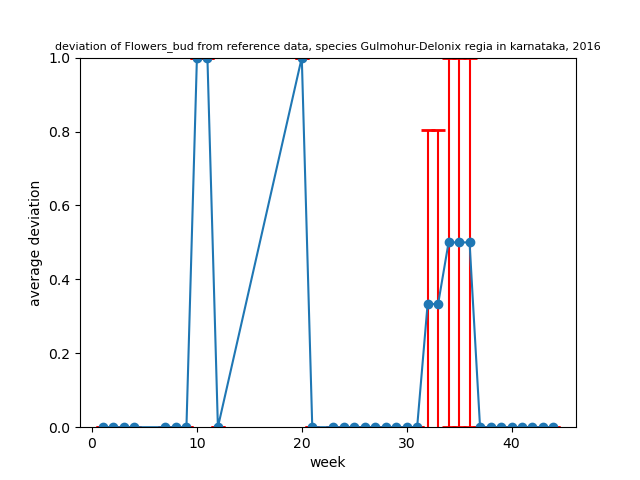 deviation of Flowers_bud from reference data, species Gulmohur-Delonix regia in karnataka, 2016
1.0
0.8
0.6
0.4
0.2
0.0
average deviation
0 10 20 30 40
week